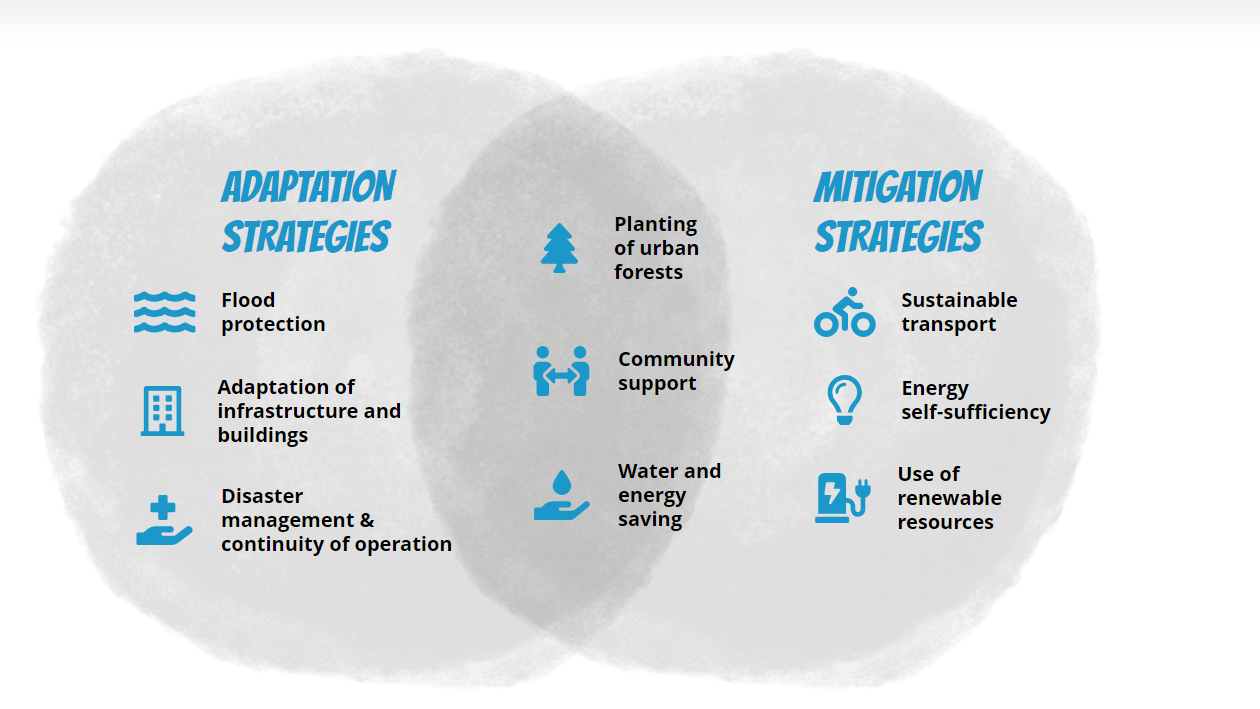 ADAPTATION
STRATEGIES
Flood
protection
Adaptation of
infrastructure and
buildings
Disaster
management &
continuity of operation
Planting
of urban
forests
Community
support
Water and
energy
saving
MITIGATION
STRATEGIES
Sustainable
transport
Energy
self-sufficiency
Use of
renewable
resources